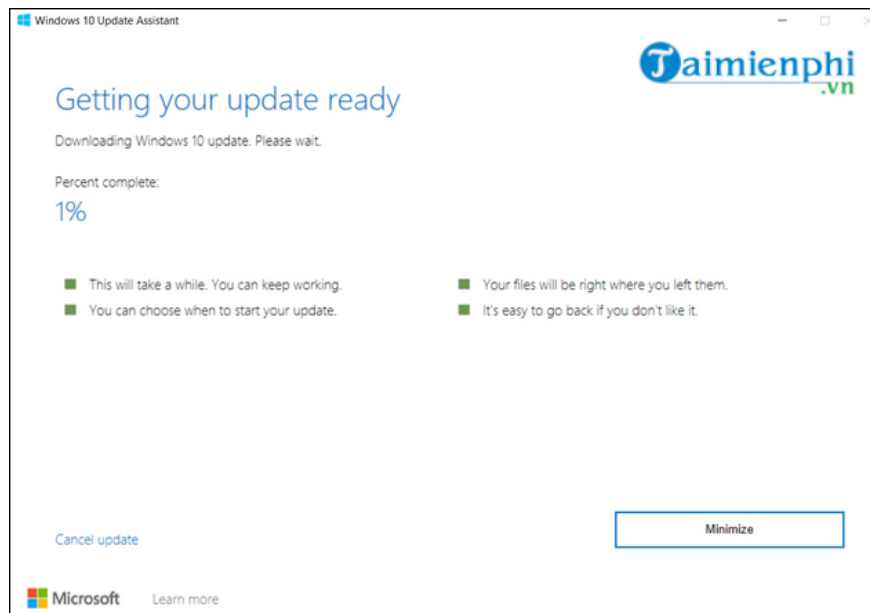 Windows 10 Update Assistant
Taimienphi
.vn
Getting your update ready
Downloading Windows 10 update. Please wait.
Percent complete:
1%
This will take a while. You can keep working.
You can choose when to start your update.
Your files will be right where you left them.
It's easy to go back if you don't like it.
Minimize
Cancel update
Microsoft
Learn more